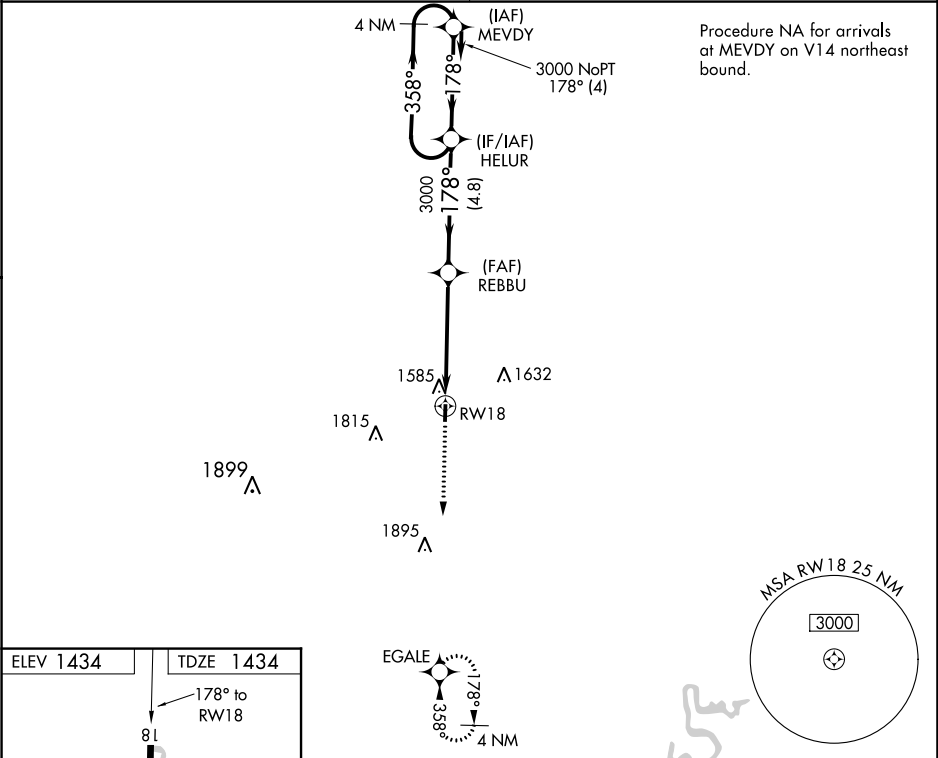 4 NM
(IAF)
MEVDY
Procedure NA for arrivals
at MEVDY on V14 northeast
bound.
3000 NoPT
178° (4)
358°
178°
(IF/IAF)
HELUR
3000
178°
(4.8)
(FAF)
REBBU
1585
1632
RW18
1815
1899
1895
MSA RW18 25 NM
3000
ELEV 1434
TDZE 1434
178° to
RW18
18
EGALE
178°
358°
4 NM